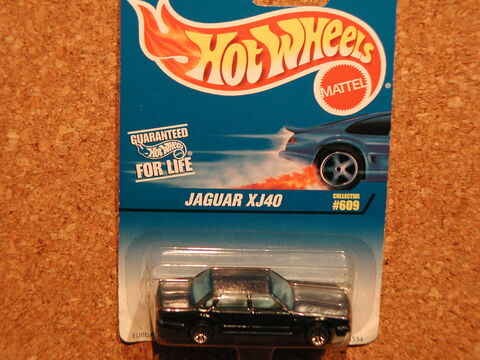 Hot Wheels
MATTEL
GUARANTEED
Hot Wheels
FOR LIFE
JAGUAR XJ40
COLLECTOR
#609